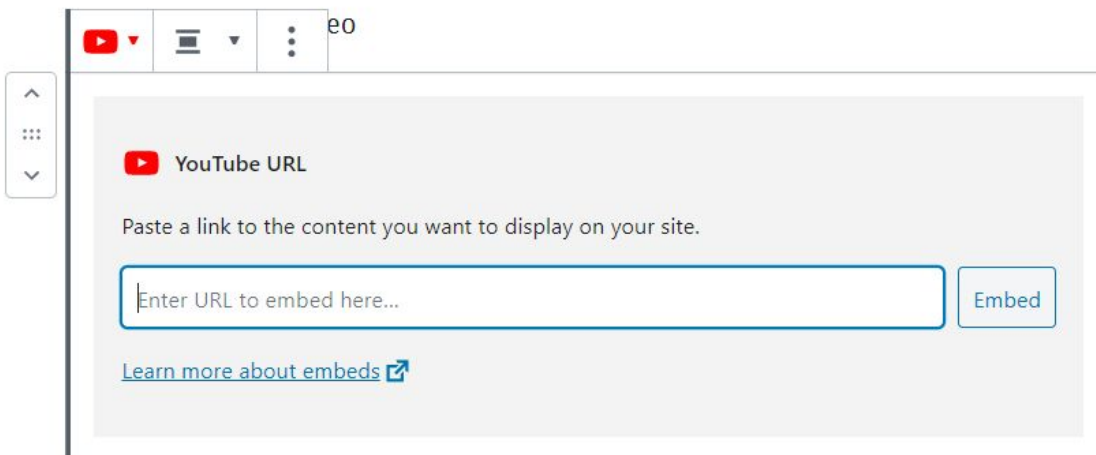 eo
YouTube URL
Paste a link to the content you want to display on your site.
Enter URL to embed here...
Embed
Learn more about embeds